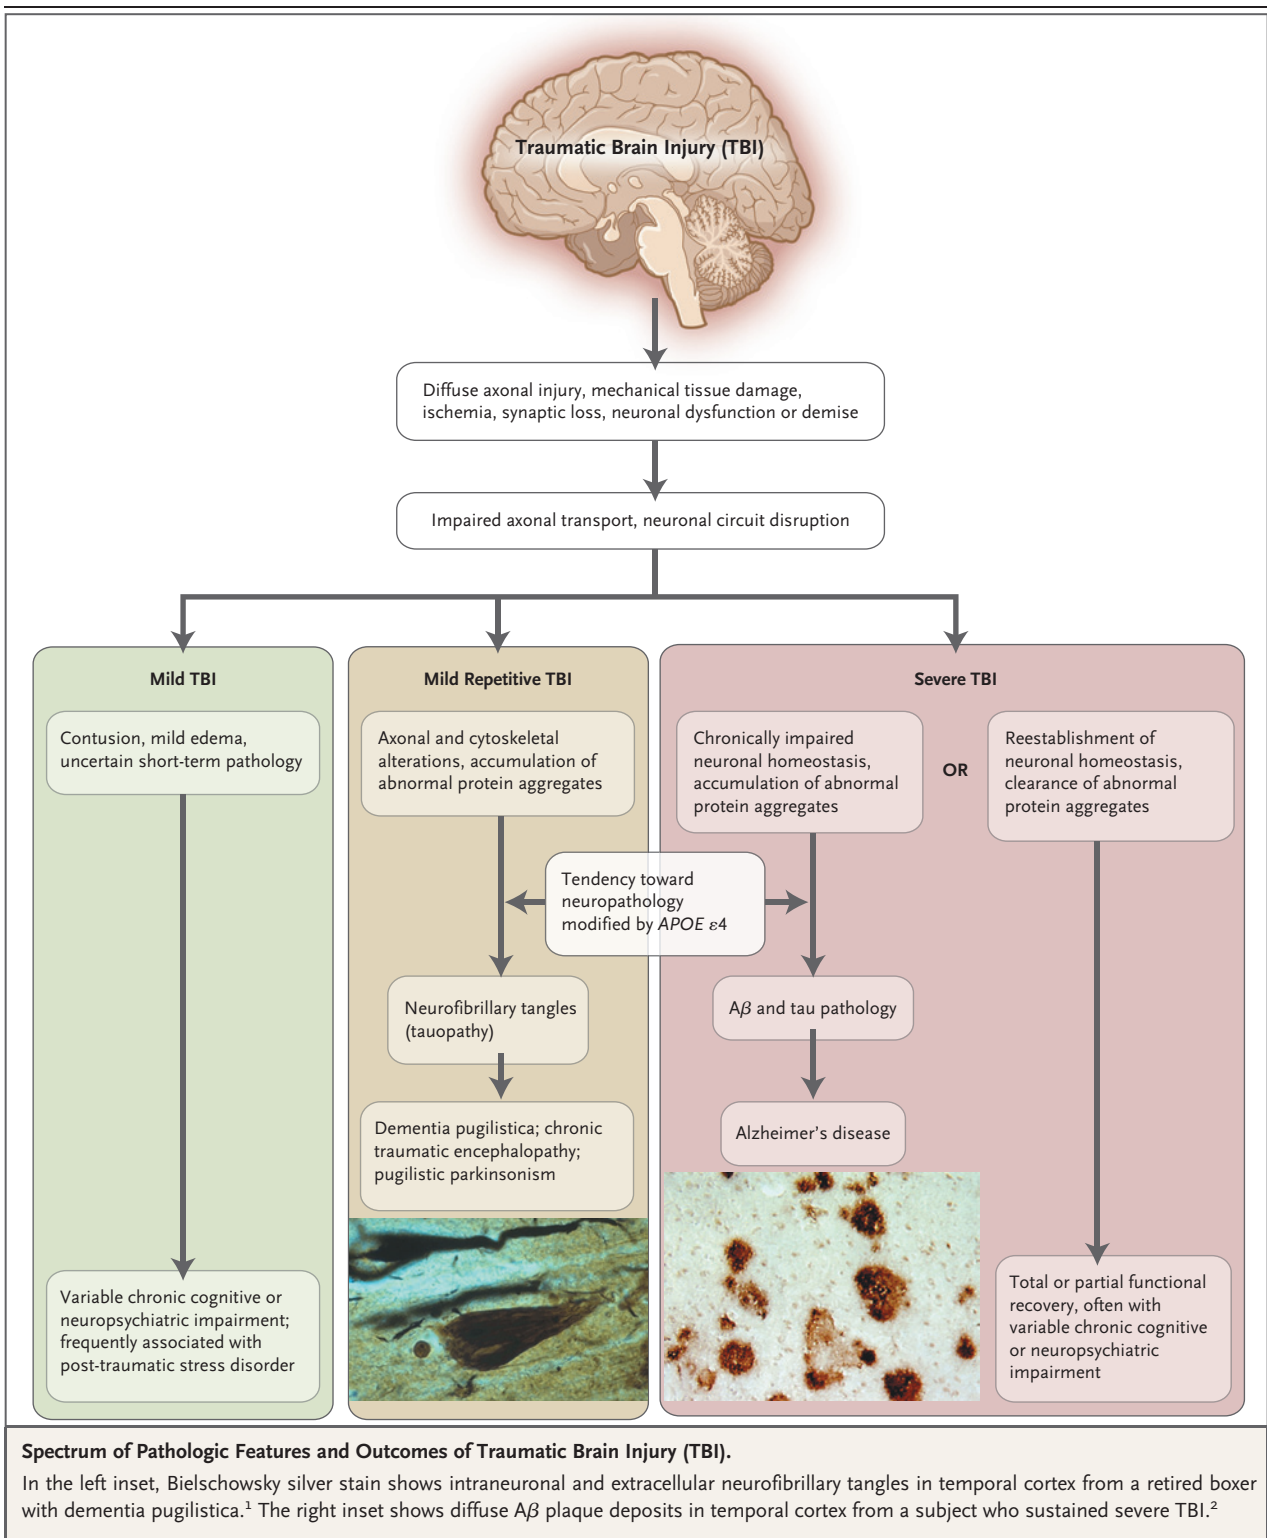 Traumatic Brain Injury (TBI)
Diffuse axonal injury, mechanical tissue damage,
ischemia, synaptic loss, neuronal dysfunction or demise
Impaired axonal transport, neuronal circuit disruption
Mild TBI
Contusion, mild edema,
uncertain short-term pathology
Variable chronic cognitive or
neuropsychiatric impairment;
frequently associated with
post-traumatic stress disorder
Mild Repetitive TBI
Axonal and cytoskeletal
alterations, accumulation of
abnormal protein aggregates
Tendency toward
neuropathology
modified by APOE ε4
Neurofibrillary tangles
(tauopathy)
Dementia pugilistica; chronic
traumatic encephalopathy;
pugilistic parkinsonism
Severe TBI
Chronically impaired
neuronal homeostasis,
accumulation of abnormal
protein aggregates
OR
Reestablishment of
neuronal homeostasis,
clearance of abnormal
protein aggregates
Aβ and tau pathology
Alzheimer's disease
Total or partial functional
recovery, often with
variable chronic cognitive
or neuropsychiatric
impairment
Spectrum of Pathologic Features and Outcomes of Traumatic Brain Injury (TBI).
In the left inset, Bielschowsky silver stain shows intraneuronal and extracellular neurofibrillary tangles in temporal cortex from a retired boxer
with dementia pugilistica.¹ The right inset shows diffuse Aβ plaque deposits in temporal cortex from a subject who sustained severe TBI.²